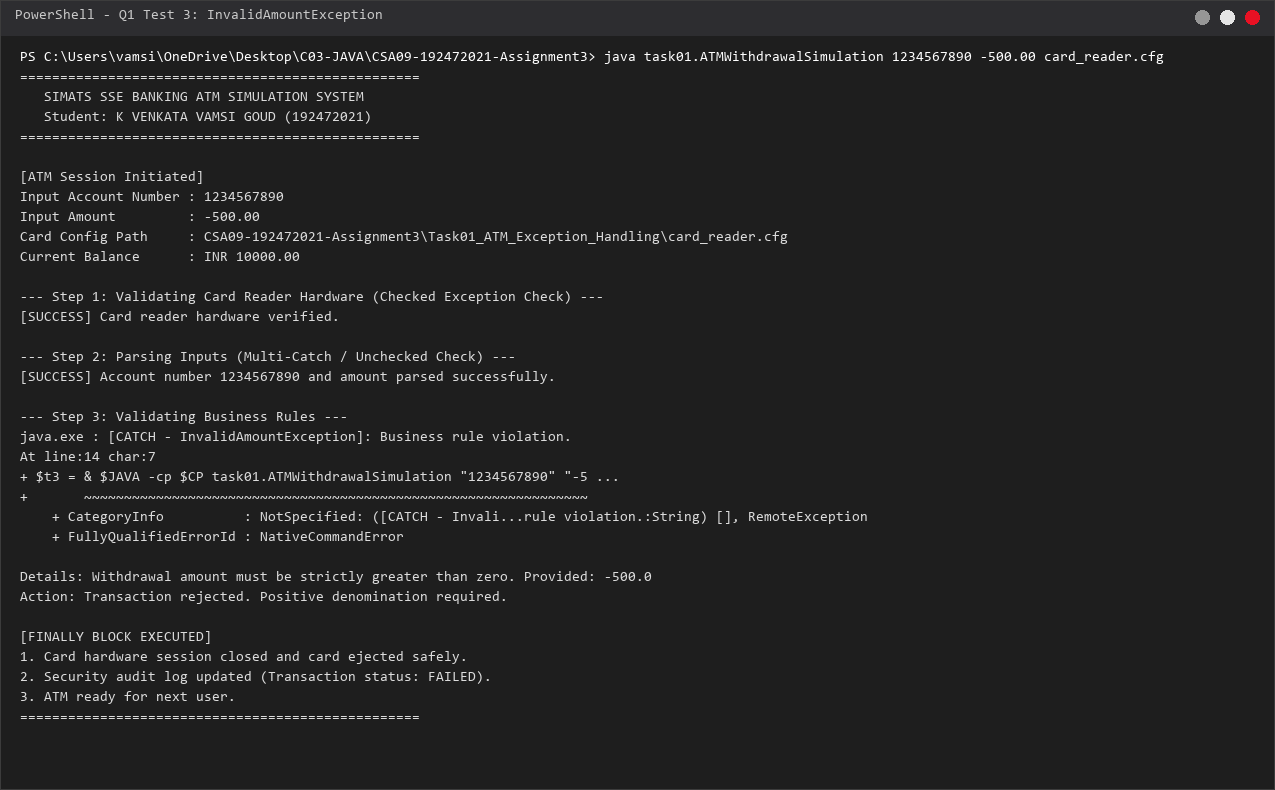 PowerShell - Q1 Test 3: InvalidAmountException
PS C:\Users\vamsi\OneDrive\Desktop\C03-JAVA\CSA09-192472021-Assignment3> java task01.ATMWithdrawalSimulation 1234567890 -500.00 card_reader.cfg
==================================================
   SIMATS SSE BANKING ATM SIMULATION SYSTEM
   Student: K VENKATA VAMSI GOUD (192472021)
==================================================

[ATM Session Initiated]
Input Account Number : 1234567890
Input Amount         : -500.00
Card Config Path     : CSA09-192472021-Assignment3\Task01_ATM_Exception_Handling\card_reader.cfg
Current Balance      : INR 10000.00

--- Step 1: Validating Card Reader Hardware (Checked Exception Check) ---
[SUCCESS] Card reader hardware verified.

--- Step 2: Parsing Inputs (Multi-Catch / Unchecked Check) ---
[SUCCESS] Account number 1234567890 and amount parsed successfully.

--- Step 3: Validating Business Rules ---
java.exe : [CATCH - InvalidAmountException]: Business rule violation.
At line:14 char:7
+ $t3 = & $JAVA -cp $CP task01.ATMWithdrawalSimulation "1234567890" "-5 ...
+       ~~~~~~~~~~~~~~~~~~~~~~~~~~~~~~~~~~~~~~~~~~~~~~~~~~~~~~~~~~~~~~~
    + CategoryInfo          : NotSpecified: ([CATCH - Invali...rule violation.:String) [], RemoteException
    + FullyQualifiedErrorId : NativeCommandError

Details: Withdrawal amount must be strictly greater than zero. Provided: -500.0
Action: Transaction rejected. Positive denomination required.

[FINALLY BLOCK EXECUTED]
1. Card hardware session closed and card ejected safely.
2. Security audit log updated (Transaction status: FAILED).
3. ATM ready for next user.
==================================================